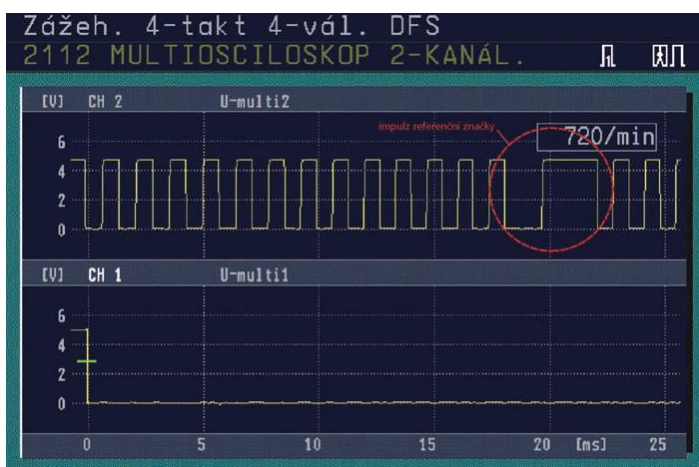 Zážeh. 4-takt 4-vál. DFS
2112 MULTIOSCILOSKOP 2-KANÁL.
[V] CH 2 U-multi2
impulz referenční značky
720/min
6
4
2
0
[V] CH 1 U-multi1
6
4
2
0
0 5 10 15 20 [ms] 25